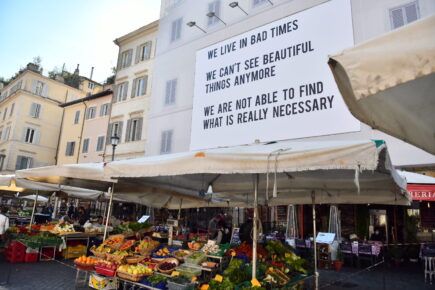 WE LIVE IN BAD TIMES
WE CAN'T SEE BEAUTIFUL
THINGS ANYMORE
WE ARE NOT ABLE TO FIND
WHAT IS REALLY NECESSARY